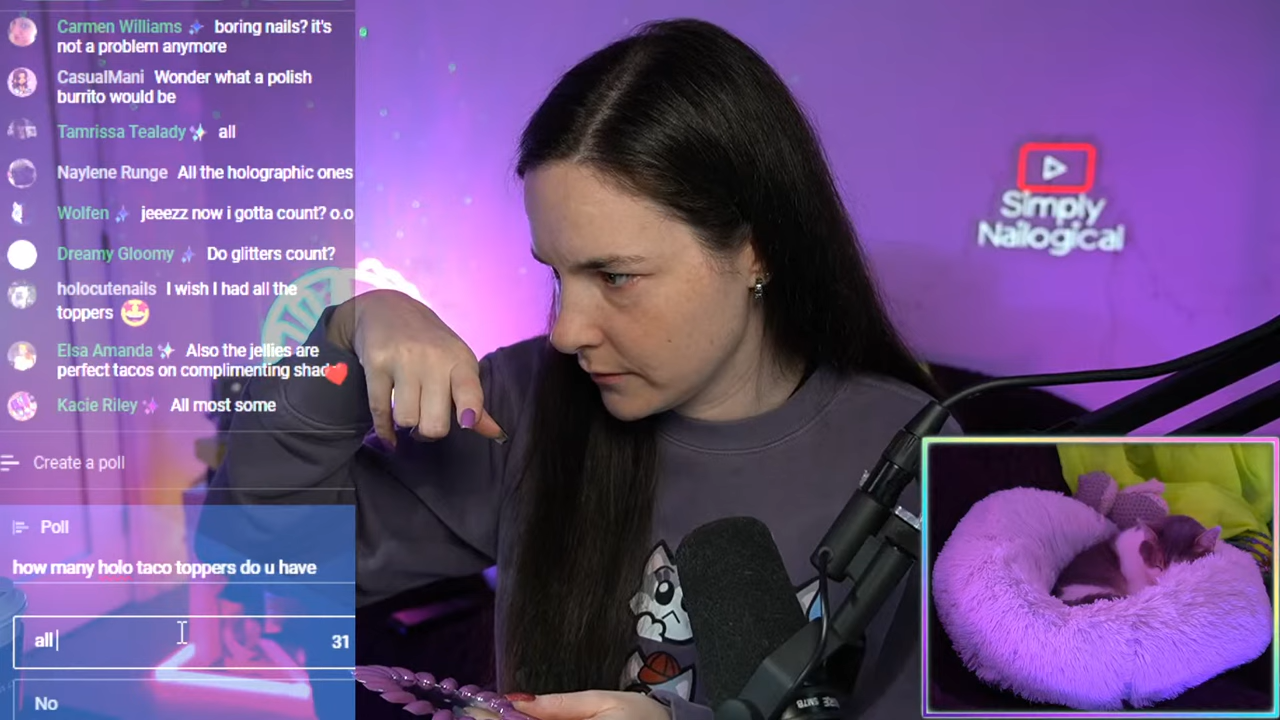 Carmen Williams boring nails? it's
not a problem anymore
CasualMani Wonder what a polish
burrito would be
Tamrissa Tealady all
Naylene Runge All the holographic ones
Wolfen jeeezz now i gotta count? o.o
Dreamy Gloomy Do glitters count?
holocutenails I wish I had all the
toppers 🤩
Elsa Amanda Also the jellies are
perfect tacos on complimenting shad
Kacie Riley All most some
Create a poll
Poll
how many holo taco toppers do u have
all
31
No
Simply
Nailogical
SM7B